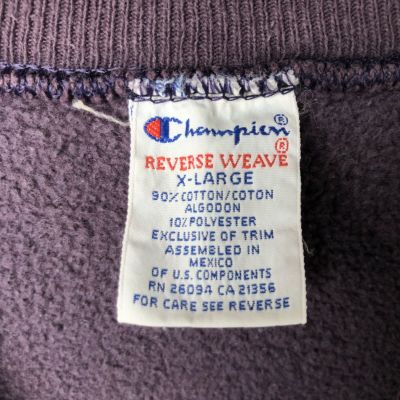 Champion®
REVERSE WEAVE®
X-LARGE
90% COTTON/COTON
ALGODON
10% POLYESTER
EXCLUSIVE OF TRIM
ASSEMBLED IN
MEXICO
OF U.S. COMPONENTS
RN 26094 CA 21356
FOR CARE SEE REVERSE